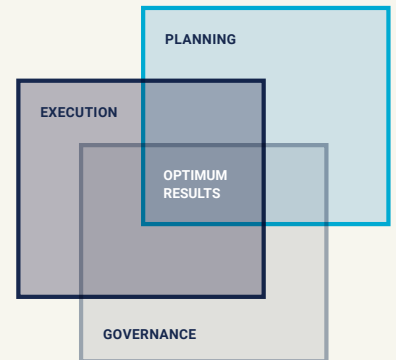 PLANNING
EXECUTION
OPTIMUM
RESULTS
GOVERNANCE